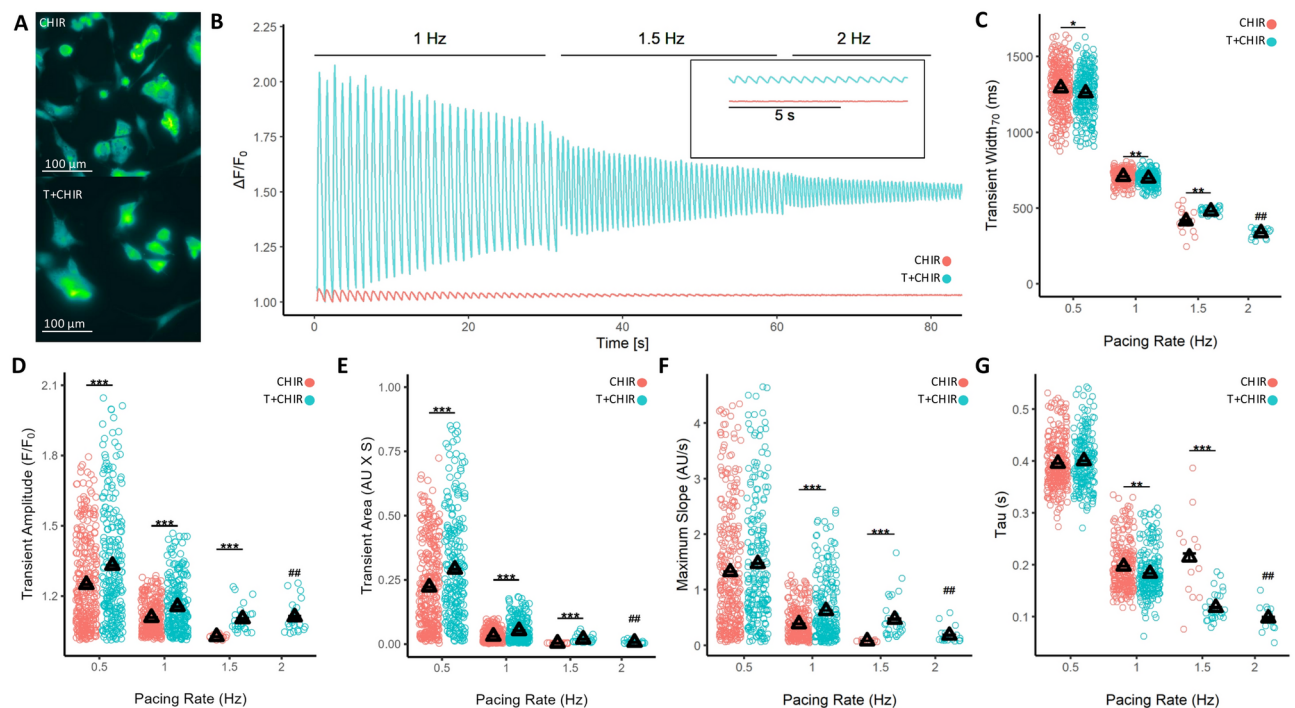 A
CHIR
100 µm
T+CHIR
100 µm
B
1 Hz
1.5 Hz
2 Hz
5 s
2.25
2.00
1.75
1.50
1.25
1.00
ΔF/F0
0
20
40
60
80
Time [s]
CHIR
T+CHIR
C
CHIR
T+CHIR
*
**
**
##
1500
1000
500
0
Transient Width70 (ms)
0.5
1
1.5
2
Pacing Rate (Hz)
D
CHIR
T+CHIR
***
***
***
##
2.1
1.8
1.5
1.2
Transient Amplitude (F/F0)
0.5
1
1.5
2
Pacing Rate (Hz)
E
CHIR
T+CHIR
***
***
***
##
1.00
0.75
0.50
0.25
0.00
Transient Area (AU X S)
0.5
1
1.5
2
Pacing Rate (Hz)
F
CHIR
T+CHIR
***
***
##
4
2
0
Maximum Slope (AU/s)
0.5
1
1.5
2
Pacing Rate (Hz)
G
CHIR
T+CHIR
**
***
##
0.5
0.4
0.3
0.2
0.1
Tau (s)
0.5
1
1.5
2
Pacing Rate (Hz)